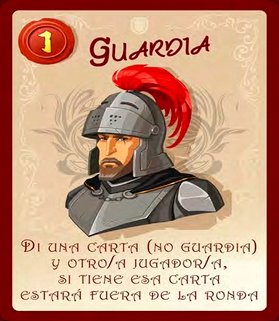 1
GUARDIA
DI UNA CARTA (NO GUARDIA)
Y OTRO/A JUGADOR/A,
SI TIENE ESA CARTA
ESTARÁ FUERA DE LA RONDA